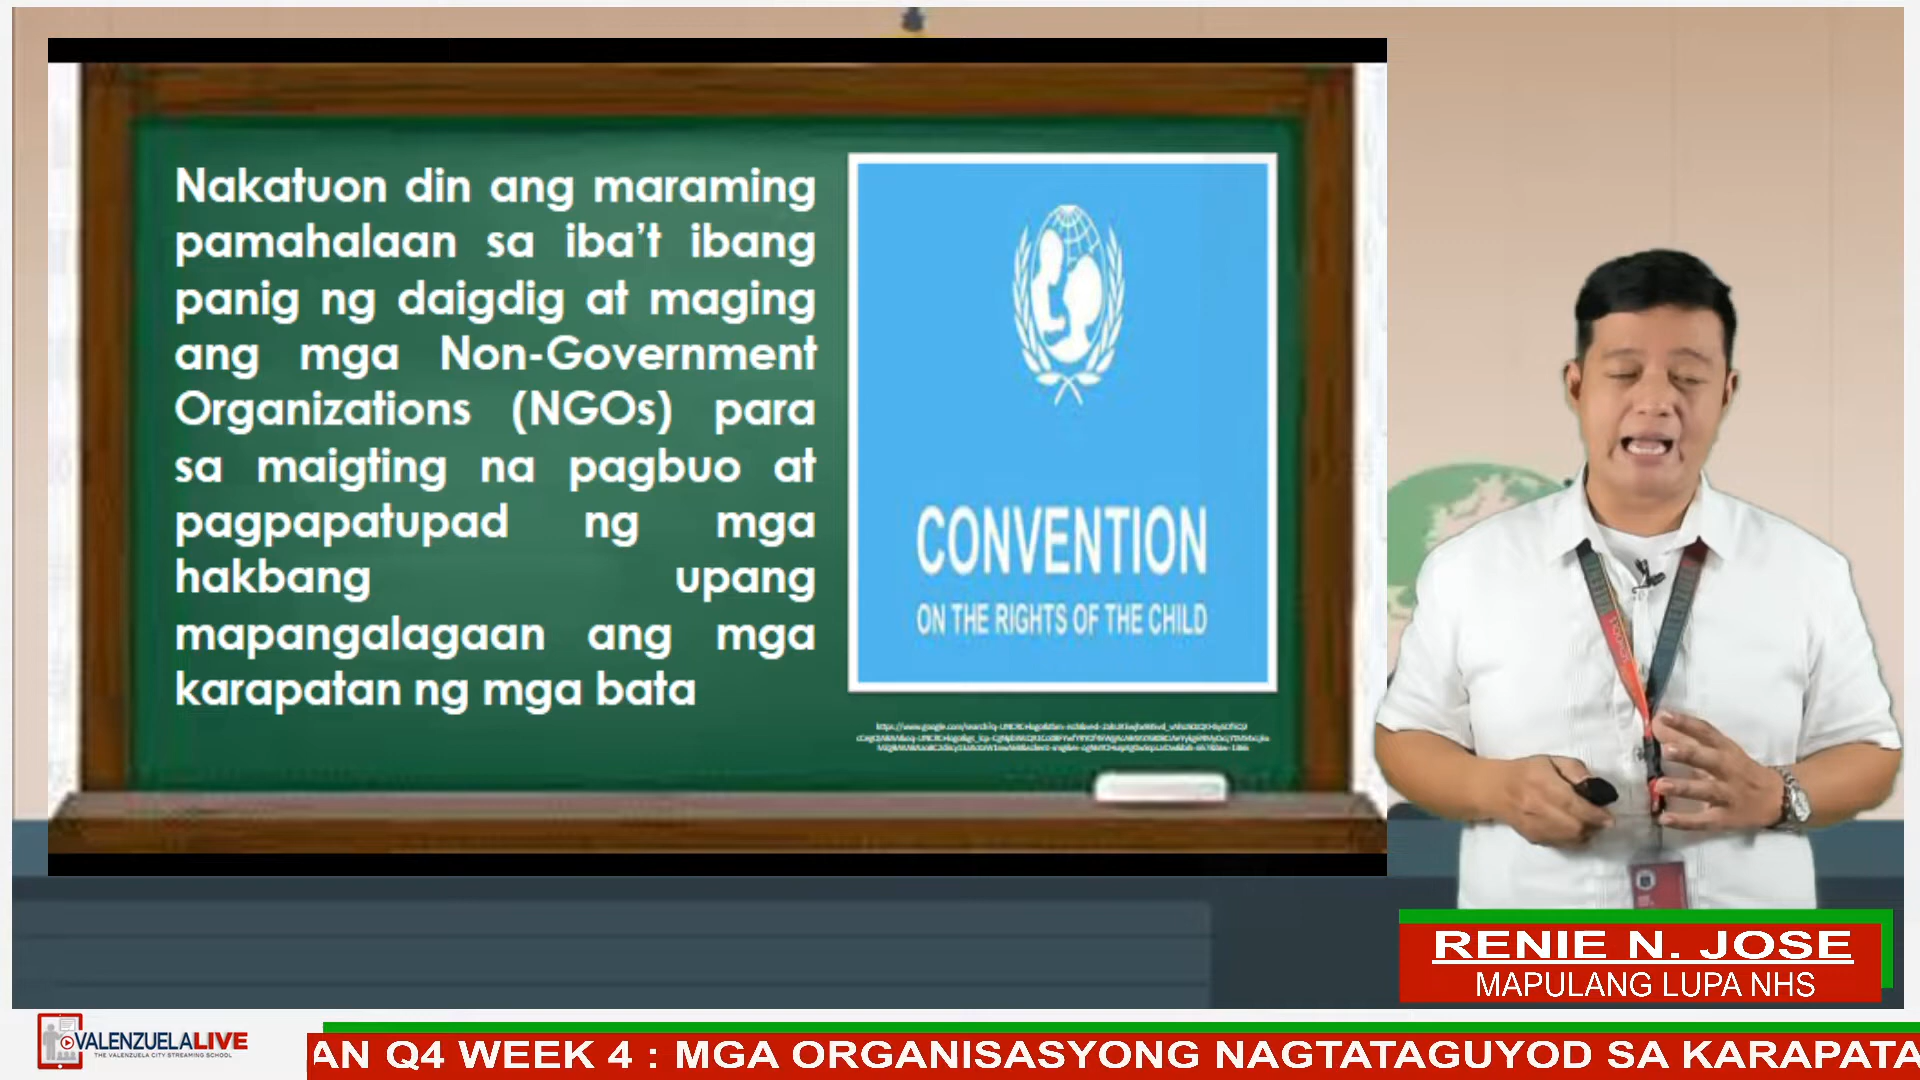 Nakatuon din ang maraming
pamahalaan sa iba't ibang
panig ng daigdig at maging
ang mga Non-Government
Organizations (NGOs) para
sa maigting na pagbuo at
pagpapatupad ng mga
hakbang upang
mapangalagaan ang mga
karapatan ng mga bata
CONVENTION
ON THE RIGHTS OF THE CHILD
RENIE N. JOSE
MAPULANG LUPA NHS
VALENZUELALIVE
THE VALENZUELA CITY STREAMING SCHOOL
AN Q4 WEEK 4 : MGA ORGANISASYONG NAGTATAGUYOD SA KARAPATA